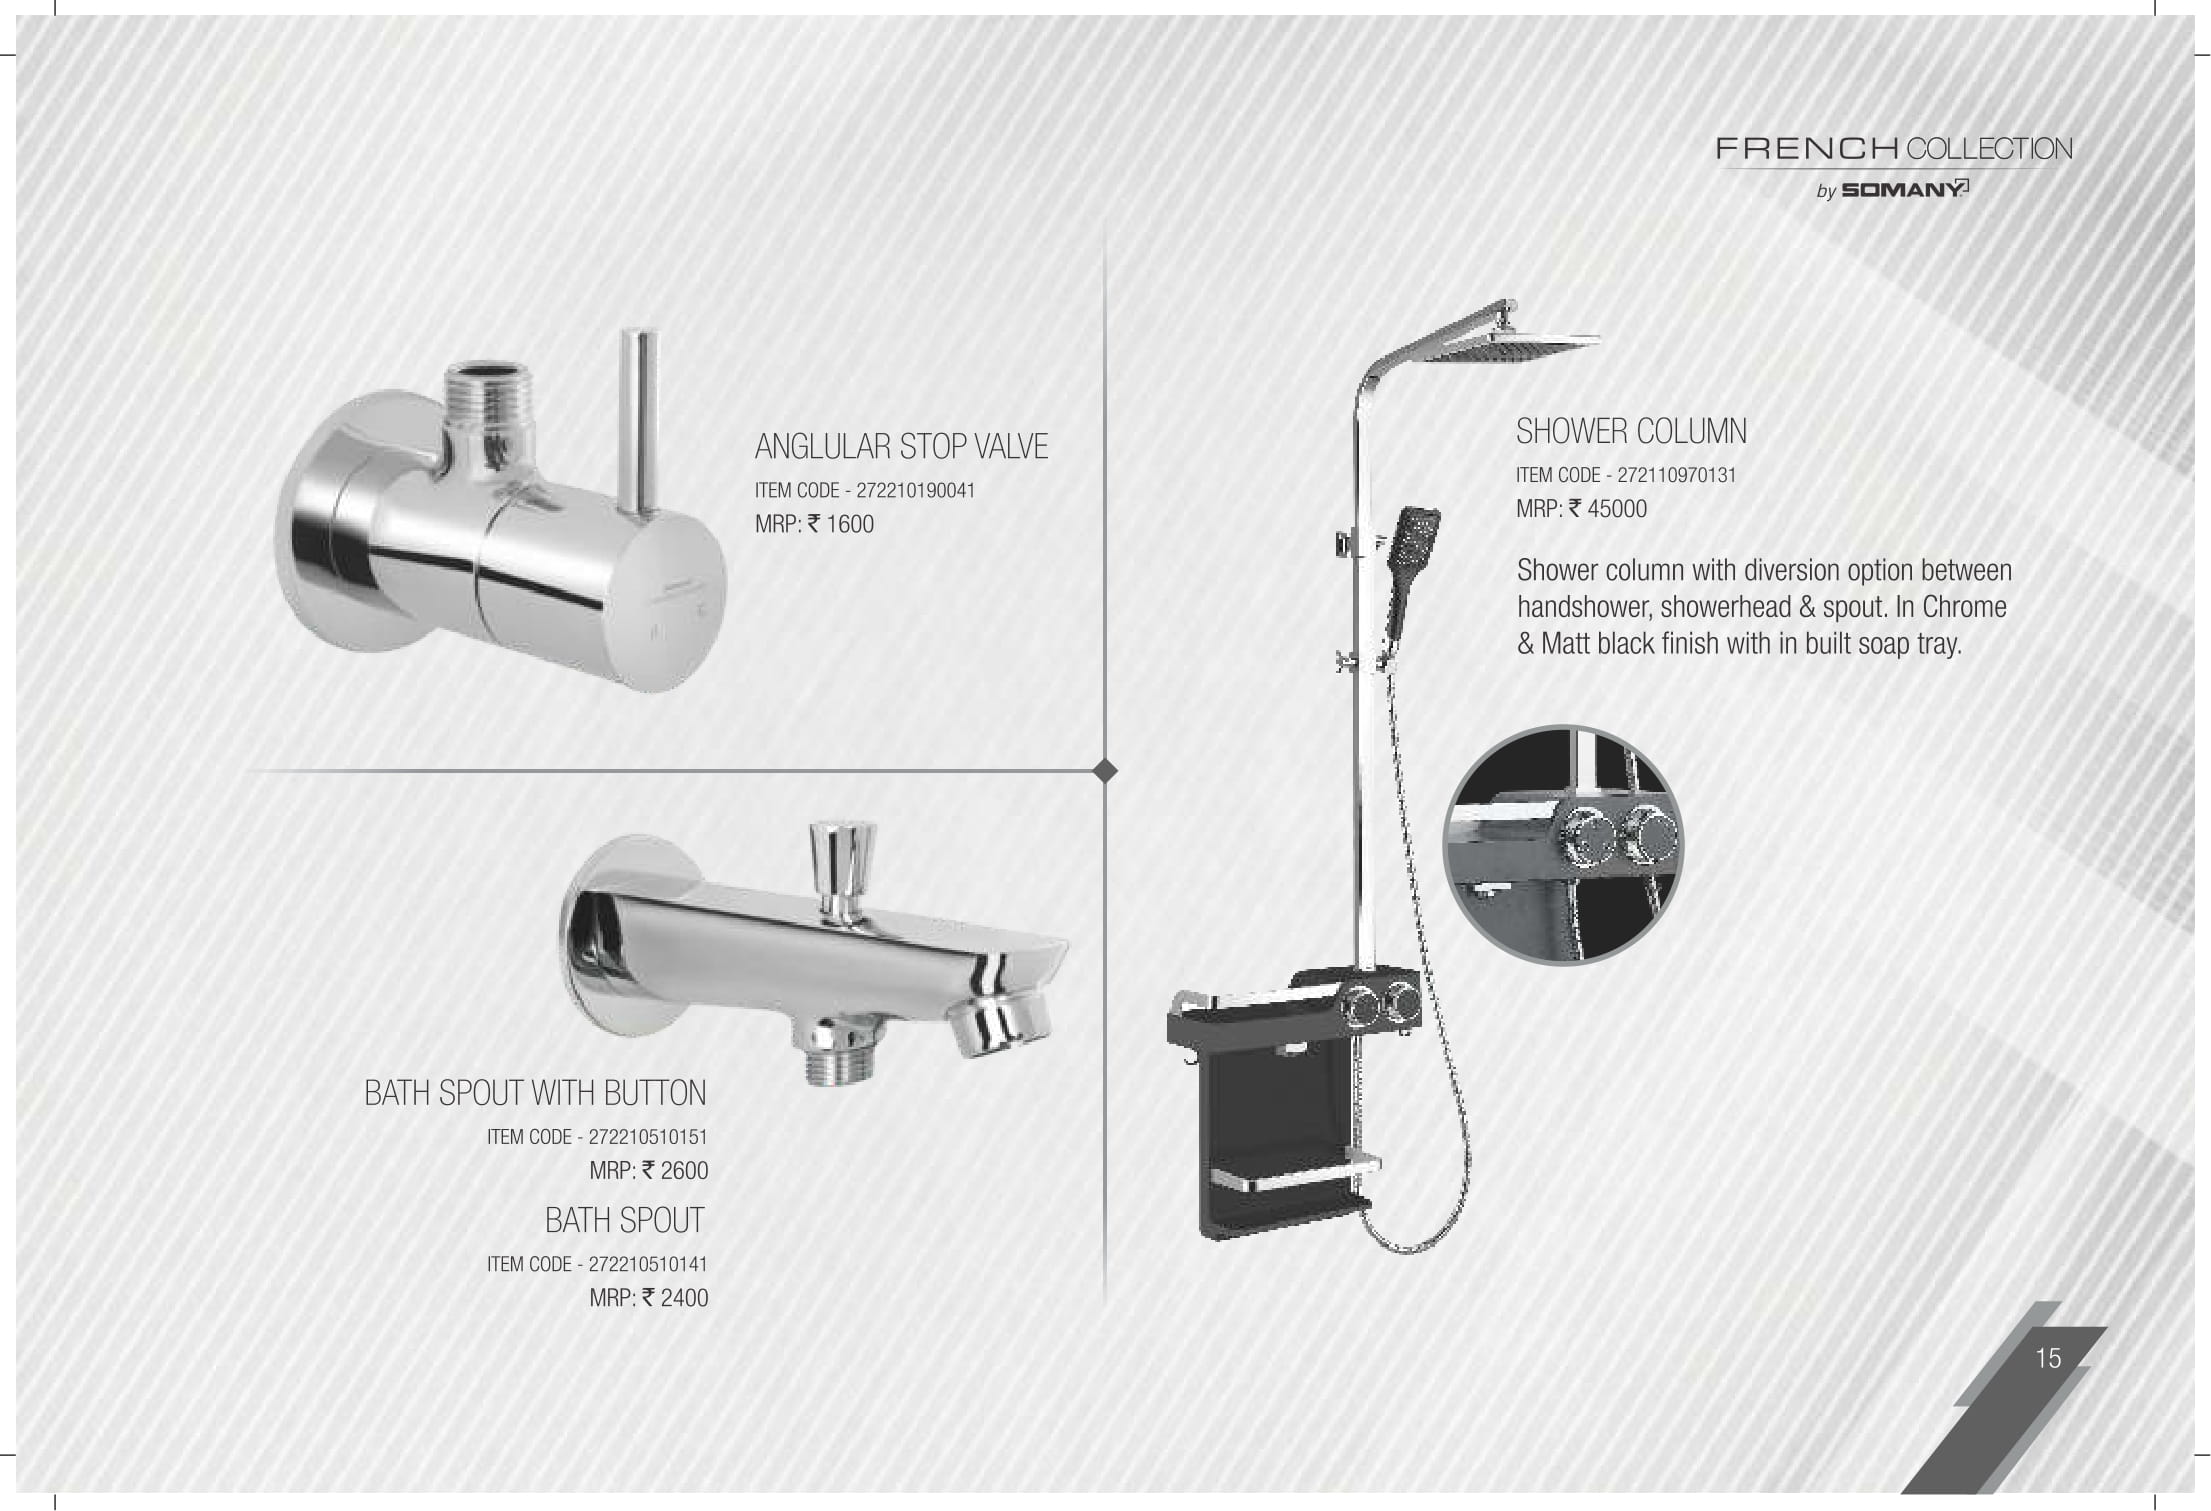 FRENCH COLLECTION
by SOMANY
ANGLULAR STOP VALVE
ITEM CODE - 272210190041
MRP: ₹ 1600
BATH SPOUT WITH BUTTON
ITEM CODE - 272210510151
MRP: ₹ 2600
BATH SPOUT
ITEM CODE - 272210510141
MRP: ₹ 2400
SHOWER COLUMN
ITEM CODE - 272110970131
MRP: ₹ 45000
Shower column with diversion option between
handshower, showerhead & spout. In Chrome
& Matt black finish with in built soap tray.
15